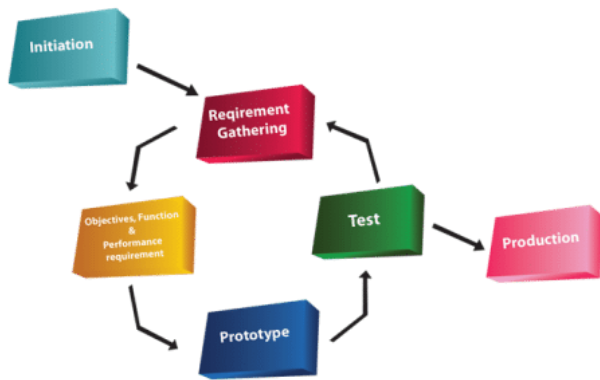 Initiation
Reqirement
Gathering
Objectives, Function
&
Performance
requirement
Test
Production
Prototype